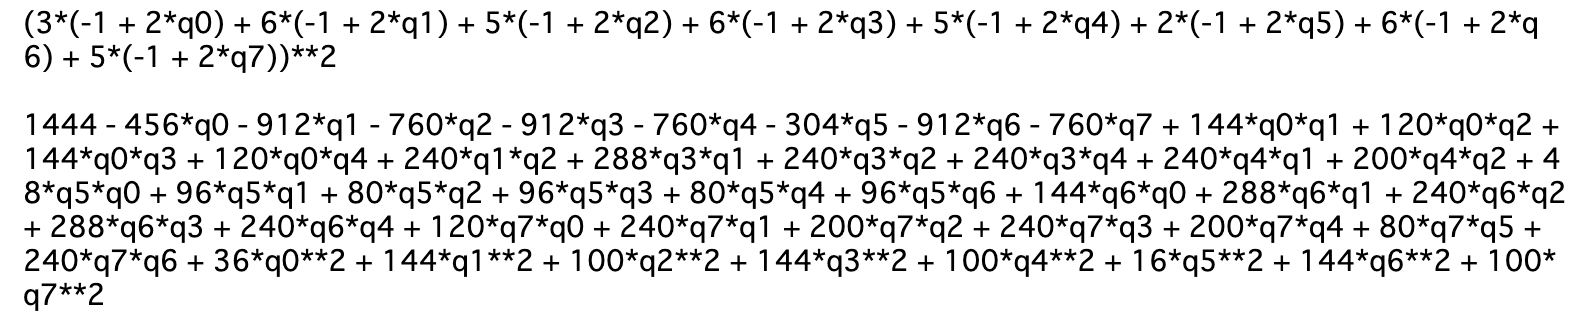 (3*(-1 + 2*q0) + 6*(-1 + 2*q1) + 5*(-1 + 2*q2) + 6*(-1 + 2*q3) + 5*(-1 + 2*q4) + 2*(-1 + 2*q5) + 6*(-1 + 2*q
6) + 5*(-1 + 2*q7))**2
1444 - 456*q0 - 912*q1 - 760*q2 - 912*q3 - 760*q4 - 304*q5 - 912*q6 - 760*q7 + 144*q0*q1 + 120*q0*q2 +
144*q0*q3 + 120*q0*q4 + 240*q1*q2 + 288*q3*q1 + 240*q3*q2 + 240*q3*q4 + 240*q4*q1 + 200*q4*q2 + 4
8*q5*q0 + 96*q5*q1 + 80*q5*q2 + 96*q5*q3 + 80*q5*q4 + 96*q5*q6 + 144*q6*q0 + 288*q6*q1 + 240*q6*q2
+ 288*q6*q3 + 240*q6*q4 + 120*q7*q0 + 240*q7*q1 + 200*q7*q2 + 240*q7*q3 + 200*q7*q4 + 80*q7*q5 +
240*q7*q6 + 36*q0**2 + 144*q1**2 + 100*q2**2 + 144*q3**2 + 100*q4**2 + 16*q5**2 + 144*q6**2 + 100*
q7**2